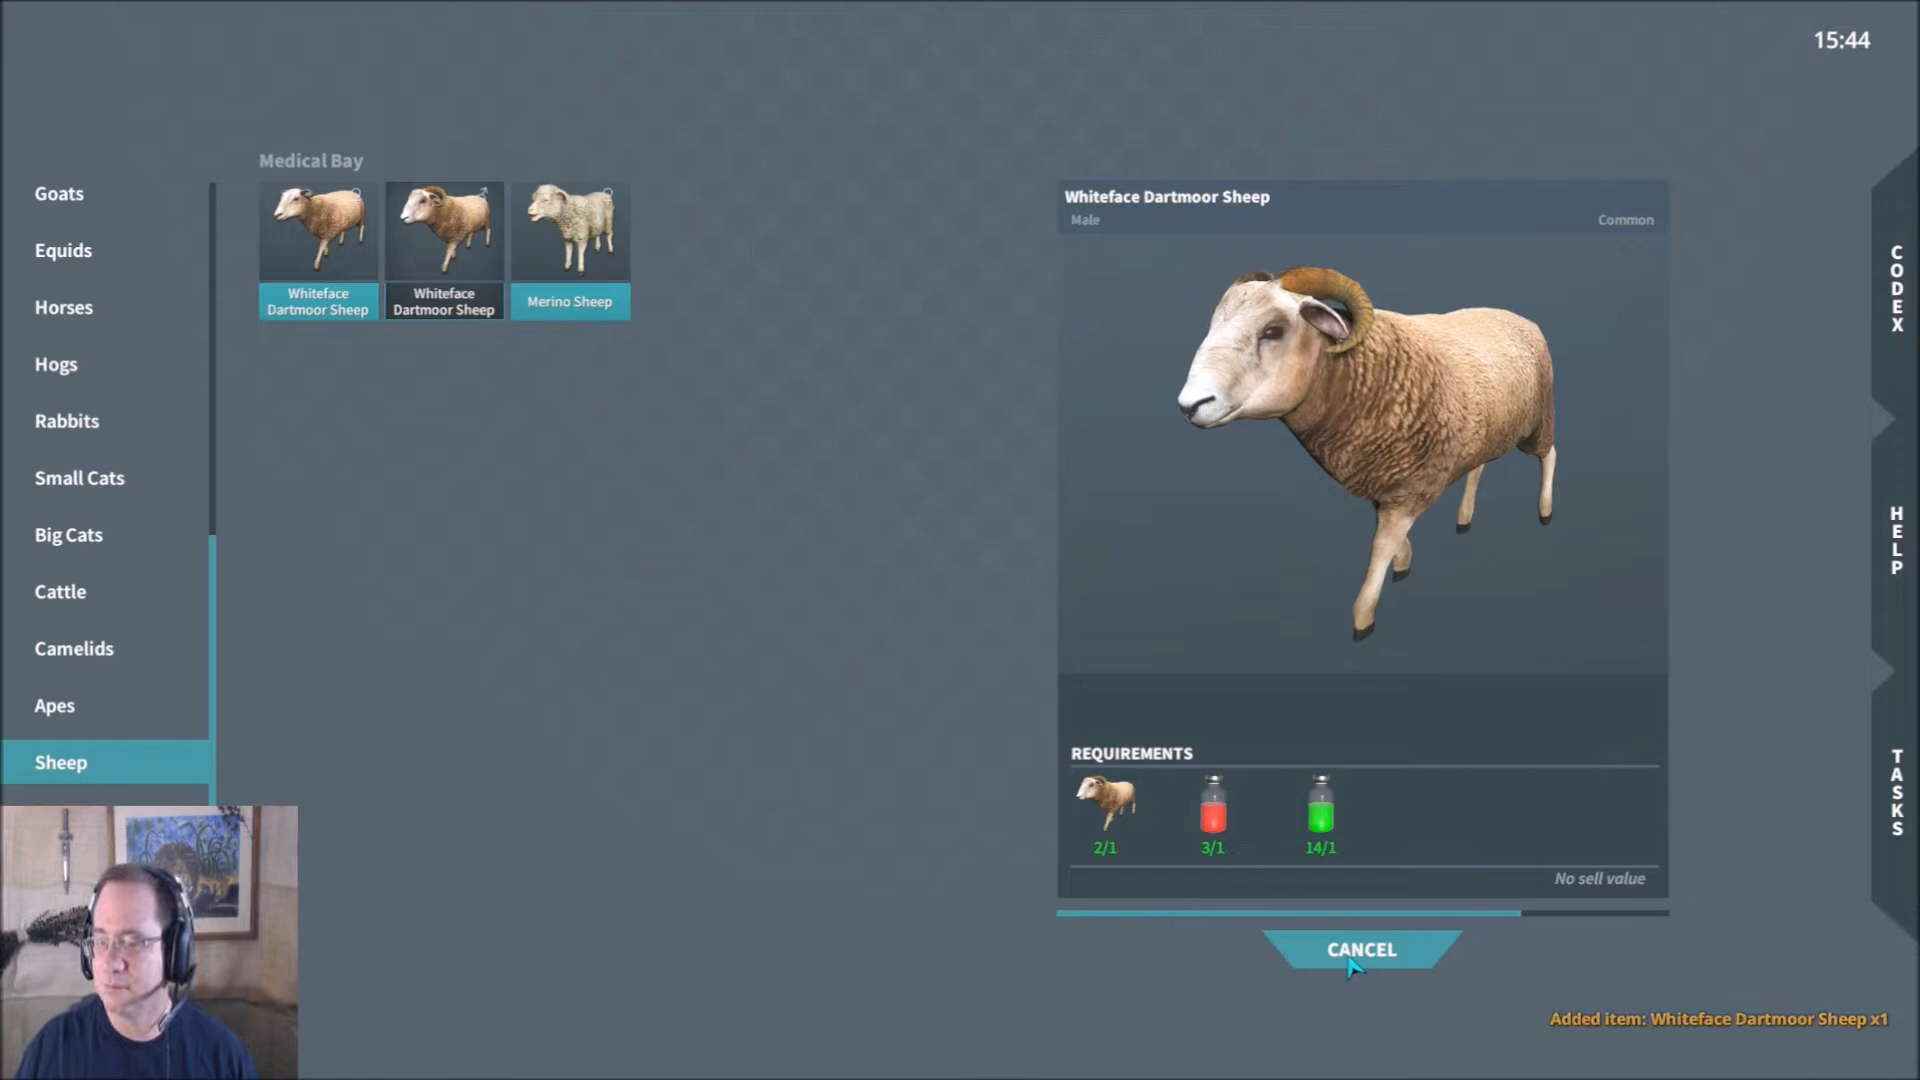 15:44
Medical Bay
Goats
Equids
Horses
Hogs
Rabbits
Small Cats
Big Cats
Cattle
Camelids
Apes
Sheep
Whiteface
Dartmoor Sheep
Whiteface
Dartmoor Sheep
Merino Sheep
Whiteface Dartmoor Sheep
Male
Common
REQUIREMENTS
2/1
3/1
14/1
No sell value
CANCEL
Added item: Whiteface Dartmoor Sheep x1
CODEX
HELP
TASKS